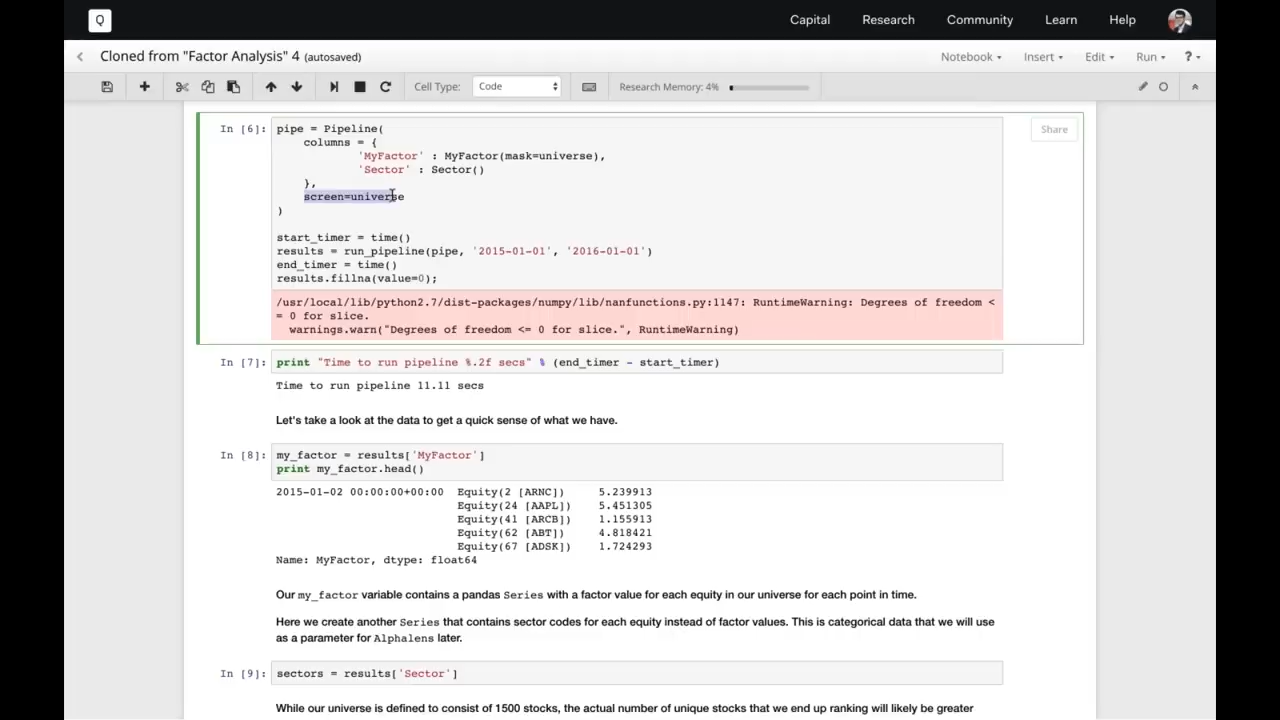 Q Capital Research Community Learn Help
Cloned from "Factor Analysis" 4 (autosaved) Notebook Insert Edit Run ?
Cell Type: Code Research Memory: 4%
In [6]: pipe = Pipeline( Share
columns = {
'MyFactor' : MyFactor(mask=universe),
'Sector' : Sector()
},
screen=universe
)
start_timer = time()
results = run_pipeline(pipe, '2015-01-01', '2016-01-01')
end_timer = time()
results.fillna(value=0);
/usr/local/lib/python2.7/dist-packages/numpy/lib/nanfunctions.py:1147: RuntimeWarning: Degrees of freedom <
= 0 for slice.
warnings.warn("Degrees of freedom <= 0 for slice.", RuntimeWarning)
In [7]: print "Time to run pipeline %.2f secs" % (end_timer - start_timer)
Time to run pipeline 11.11 secs
Let's take a look at the data to get a quick sense of what we have.
In [8]: my_factor = results['MyFactor']
print my_factor.head()
2015-01-02 00:00:00+00:00 Equity(2 [ARNC]) 5.239913
Equity(24 [AAPL]) 5.451305
Equity(41 [ARCB]) 1.155913
Equity(62 [ABT]) 4.818421
Equity(67 [ADSK]) 1.724293
Name: MyFactor, dtype: float64
Our my_factor variable contains a pandas Series with a factor value for each equity in our universe for each point in time.
Here we create another Series that contains sector codes for each equity instead of factor values. This is categorical data that we will use
as a parameter for Alphalens later.
In [9]: sectors = results['Sector']
While our universe is defined to consist of 1500 stocks, the actual number of unique stocks that we end up ranking will likely be greater